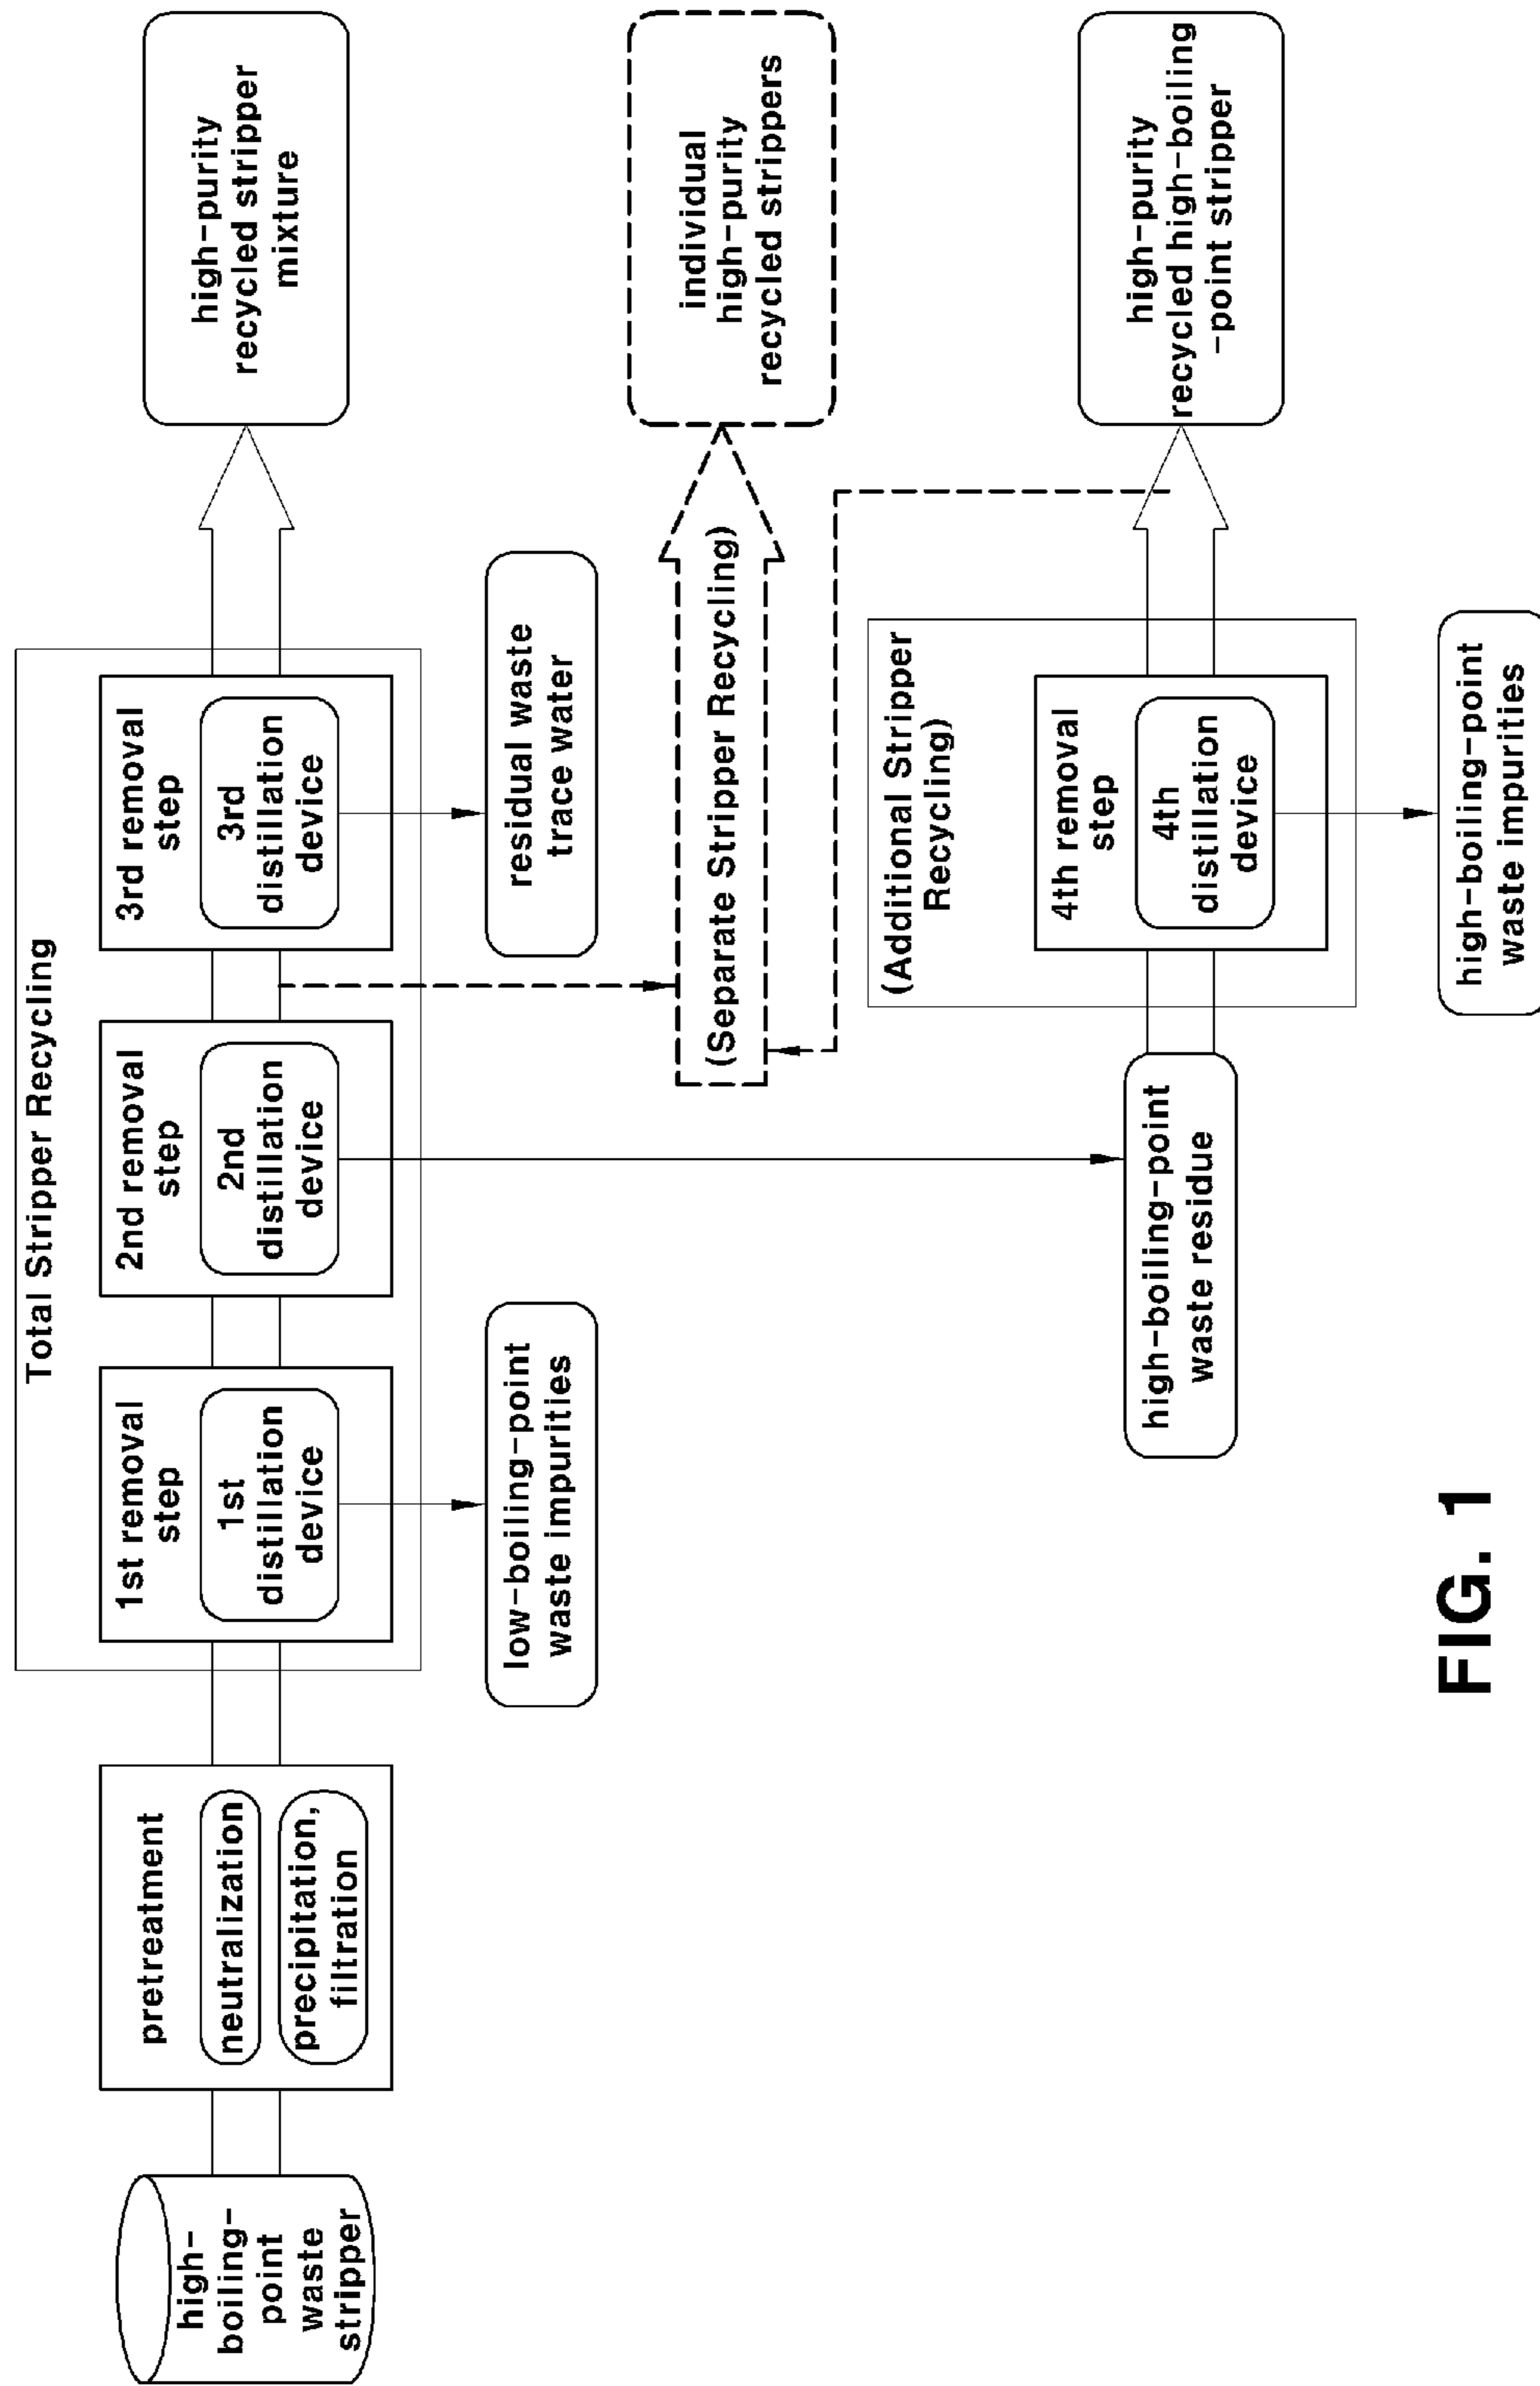 Total Stripper Recycling
high-
boiling-
point
waste
stripper
pretreatment
neutralization
precipitation,
filtration
1st removal
step
1st
distillation
device
2nd removal
step
2nd
distillation
device
3rd removal
step
3rd
distillation
device
high-purity
recycled stripper
mixture
low-boiling-point
waste impurities
residual waste
trace water
(Separate Stripper Recycling)
individual
high-purity
recycled strippers
(Additional Stripper
Recycling)
high-boiling-point
waste residue
4th removal
step
4th
distillation
device
high-purity
recycled high-boiling
-point stripper
high-boiling-point
waste impurities
FIG. 1